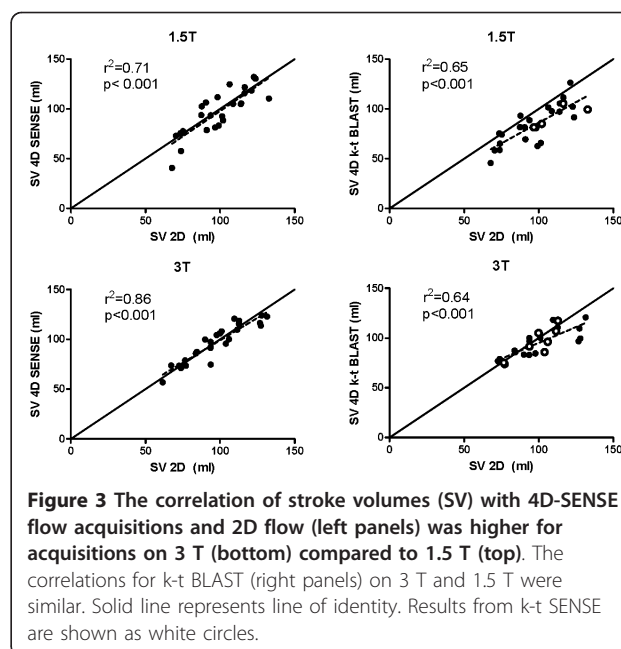 1.5T
r²=0.71
p< 0.001
SV 4D SENSE (ml)
150
100
50
0
0 50 100 150
SV 2D (ml)
1.5T
r²=0.65
p<0.001
SV 4D k-t BLAST (ml)
150
100
50
0
0 50 100 150
SV 2D (ml)
3T
r²=0.86
p<0.001
SV 4D SENSE (ml)
150
100
50
0
0 50 100 150
SV 2D (ml)
3T
r²=0.64
p<0.001
SV 4D k-t BLAST (ml)
150
100
50
0
0 50 100 150
SV 2D (ml)
Figure 3 The correlation of stroke volumes (SV) with 4D-SENSE
flow acquisitions and 2D flow (left panels) was higher for
acquisitions on 3 T (bottom) compared to 1.5 T (top). The
correlations for k-t BLAST (right panels) on 3 T and 1.5 T were
similar. Solid line represents line of identity. Results from k-t SENSE
are shown as white circles.